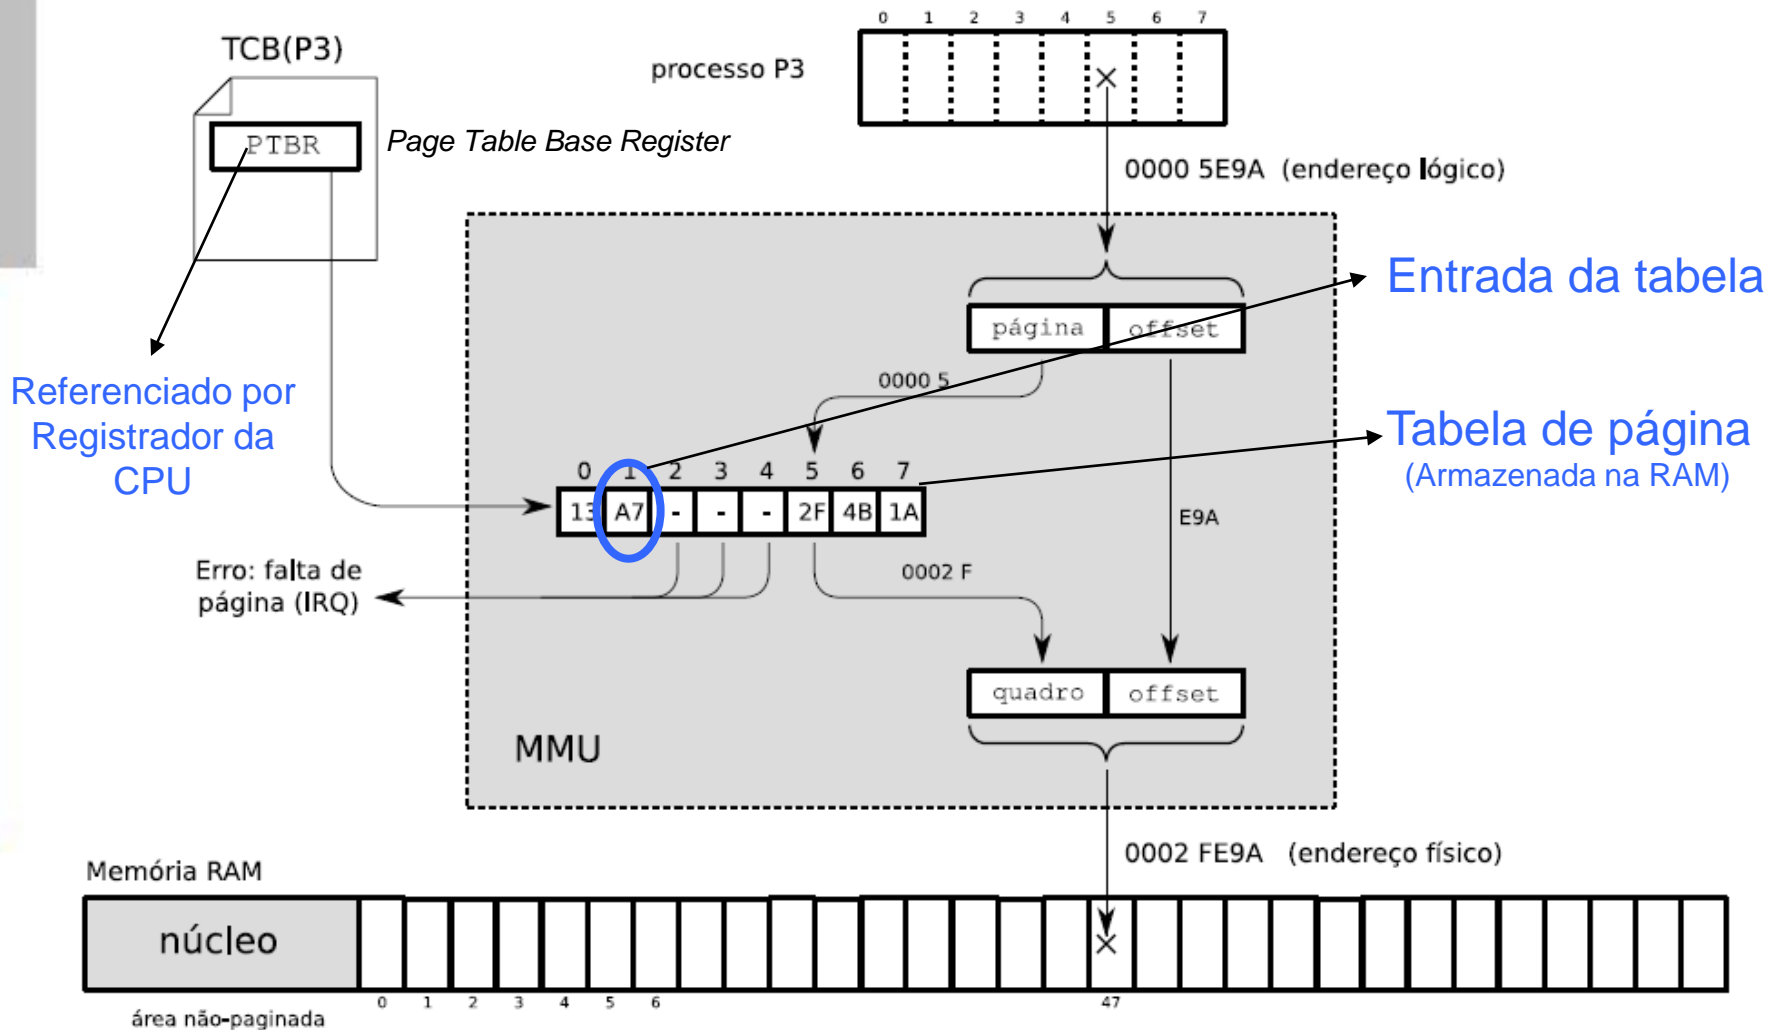 0 1 2 3 4 5 6 7
TCB(P3)
processo P3
PTBR
Page Table Base Register
0000 5E9A (endereço lógico)
Entrada da tabela
página offset
Referenciado por
Registrador da
CPU
0000 5
Tabela de página
(Armazenada na RAM)
0 1 2 3 4 5 6 7
13 A7 - - - 2F 4B 1A
E9A
Erro: falta de
página (IRQ)
0002 F
quadro offset
MMU
0002 FE9A (endereço físico)
Memória RAM
núcleo
0 1 2 3 4 5 6 47
área não-paginada